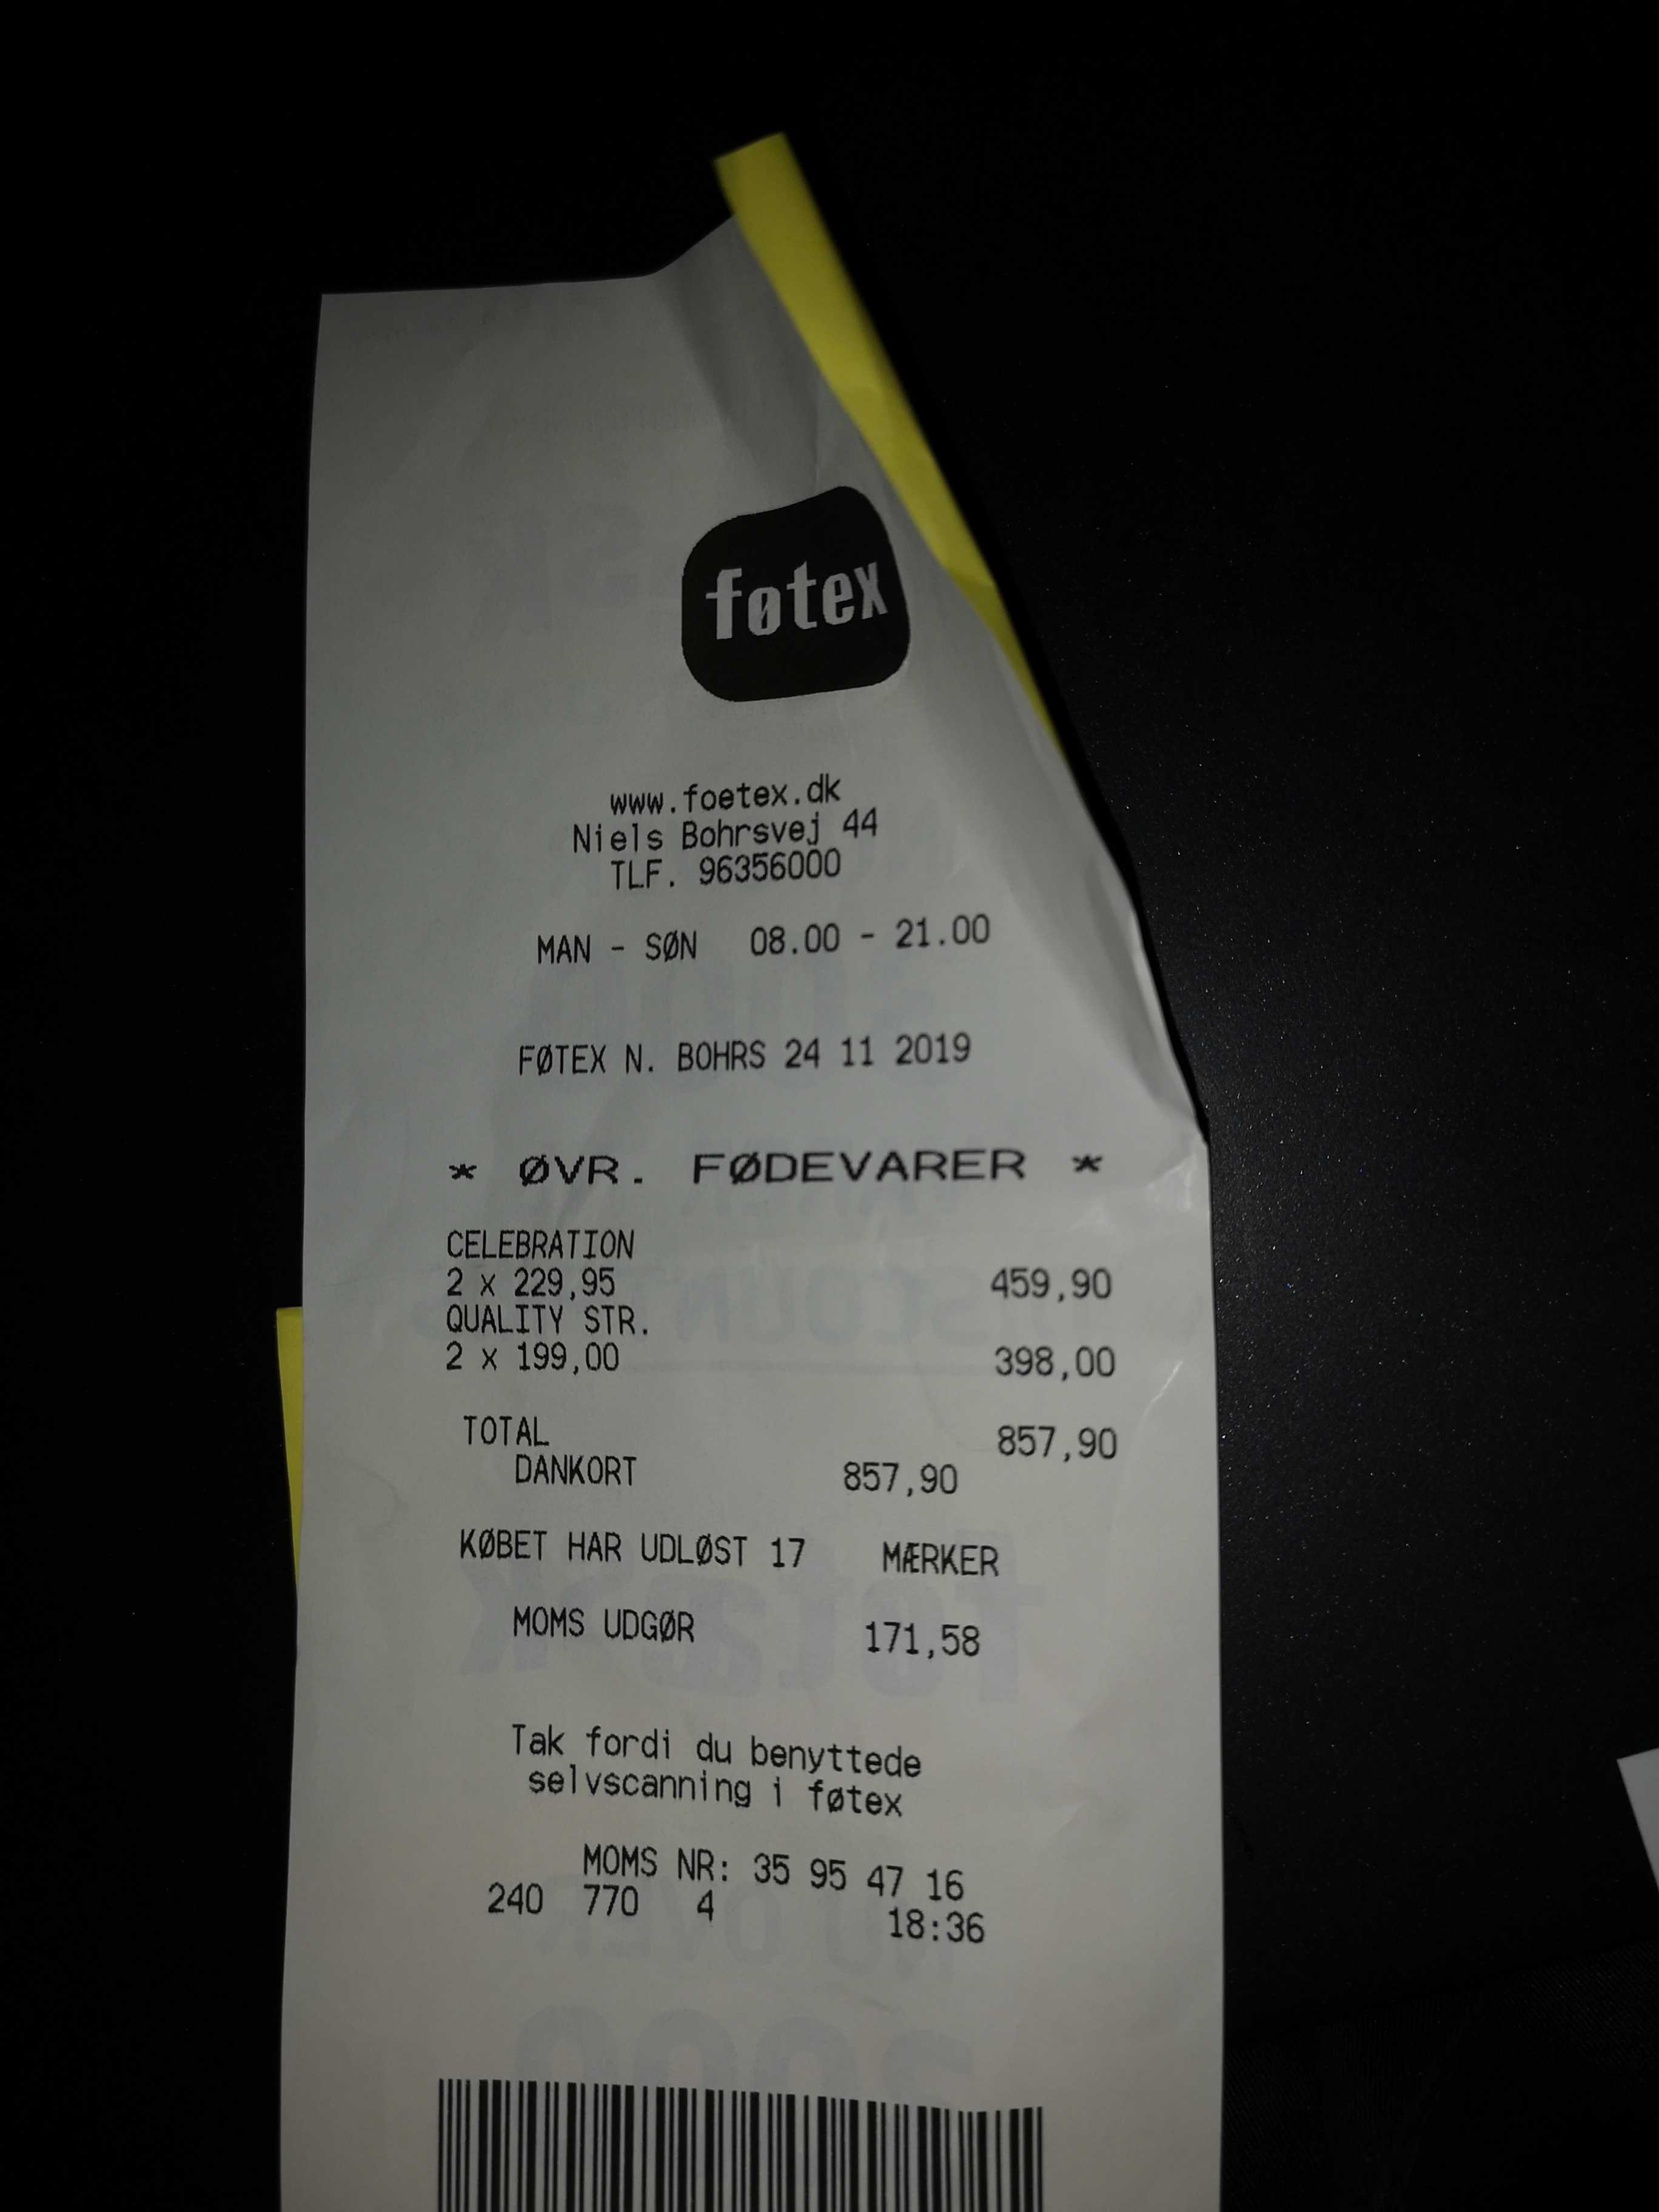 føtex
www.foetex.dk
Niels Bohrsvej 44
TLF. 96356000
MAN - SØN 08.00 - 21.00
FØTEX N. BOHRS 24 11 2019
* ØVR. FØDEVARER *
CELEBRATION
2 x 229,95 459,90
QUALITY STR.
2 x 199,00 398,00
TOTAL 857,90
DANKORT 857,90
KØBET HAR UDLØST 17 MÆRKER
MOMS UDGØR 171,58
Tak fordi du benyttede
selvscanning i føtex
MOMS NR: 35 95 47 16
240 770 4 18:36